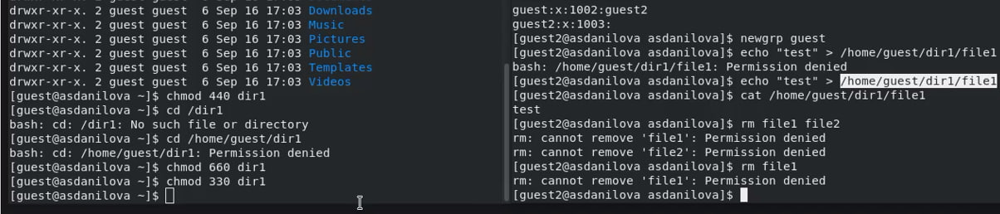 drwxr-xr-x. 2 guest guest  6 Sep 16 17:03 Downloads
drwxr-xr-x. 2 guest guest  6 Sep 16 17:03 Music
drwxr-xr-x. 2 guest guest  6 Sep 16 17:03 Pictures
drwxr-xr-x. 2 guest guest  6 Sep 16 17:03 Public
drwxr-xr-x. 2 guest guest  6 Sep 16 17:03 Templates
drwxr-xr-x. 2 guest guest  6 Sep 16 17:03 Videos
[guest@asdanilova ~]$ chmod 440 dir1
[guest@asdanilova ~]$ cd /dir1
bash: cd: /dir1: No such file or directory
[guest@asdanilova ~]$ cd /home/guest/dir1
bash: cd: /home/guest/dir1: Permission denied
[guest@asdanilova ~]$ chmod 660 dir1
[guest@asdanilova ~]$ chmod 330 dir1
[guest@asdanilova ~]$
guest:x:1002:guest2
guest2:x:1003:
[guest2@asdanilova asdanilova]$ newgrp guest
[guest2@asdanilova asdanilova]$ echo "test" > /home/guest/dir1/file1
bash: /home/guest/dir1/file1: Permission denied
[guest2@asdanilova asdanilova]$ echo "test" > /home/guest/dir1/file1
[guest2@asdanilova asdanilova]$ cat /home/guest/dir1/file1
test
[guest2@asdanilova asdanilova]$ rm file1 file2
rm: cannot remove 'file1': Permission denied
rm: cannot remove 'file2': Permission denied
[guest2@asdanilova asdanilova]$ rm file1
rm: cannot remove 'file1': Permission denied
[guest2@asdanilova asdanilova]$